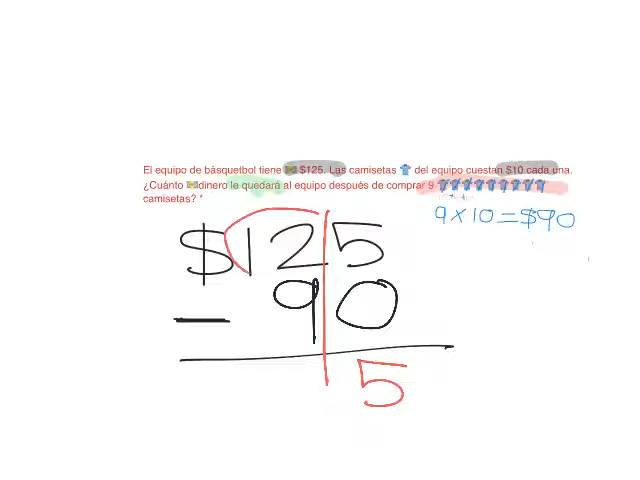 El equipo de básquetbol tiene $125. Las camisetas del equipo cuestan $10 cada una.
¿Cuánto dinero le quedará al equipo después de comprar 9
camisetas? *
9 x 10 = $90
$125
- 90
5